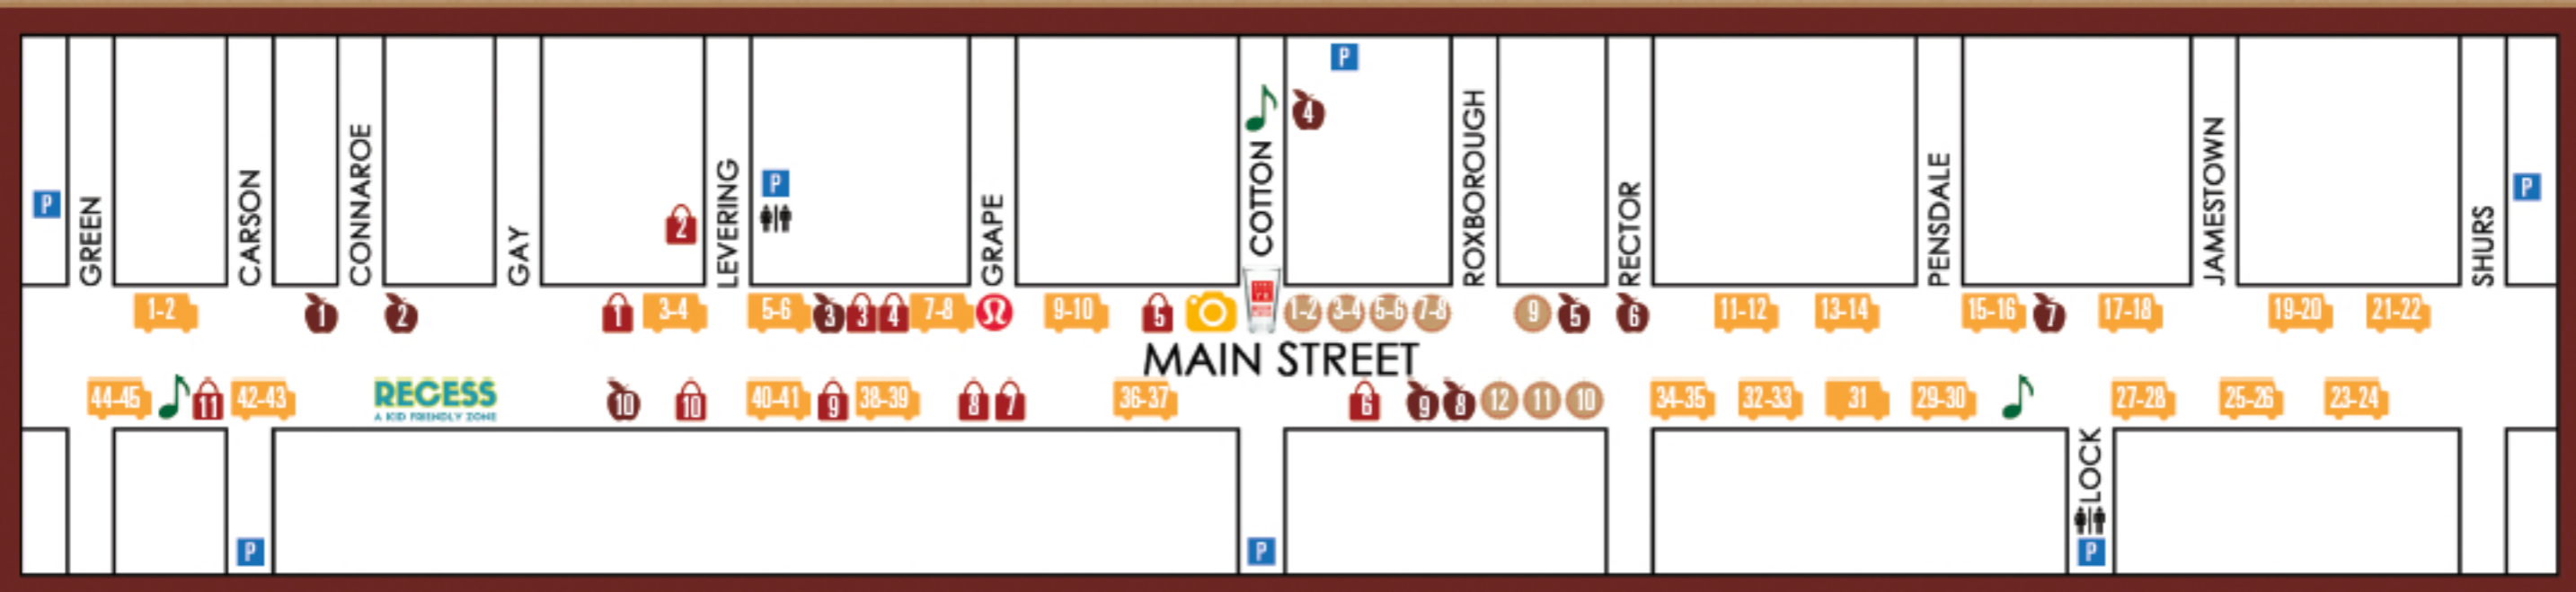 P
4
P
GREEN
CARSON
CONNAROE
GAY
2
LEVERING
P
GRAPE
COTTON
ROXBOROUGH
RECTOR
PENSDALE
JAMESTOWN
SHURS
P
1-2
1
2
1
3-4
5-6
3
3
4
7-8
9-10
5
1-2
3-4
5-6
7-8
9
5
6
11-12
13-14
15-16
7
17-18
19-20
21-22
MAIN STREET
44-45
11
42-43
RECESS
A KID FRIENDLY ZONE
10
10
40-41
9
38-39
8
7
36-37
6
9
8
12
11
10
34-35
32-33
31
29-30
27-28
25-26
23-24
LOCK
P
P
P